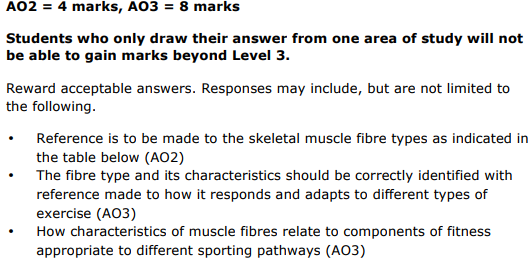 AO2 = 4 marks, AO3 = 8 marks
Students who only draw their answer from one area of study will not
be able to gain marks beyond Level 3.
Reward acceptable answers. Responses may include, but are not limited to
the following.
• Reference is to be made to the skeletal muscle fibre types as indicated in
the table below (AO2)
• The fibre type and its characteristics should be correctly identified with
reference made to how it responds and adapts to different types of
exercise (AO3)
• How characteristics of muscle fibres relate to components of fitness
appropriate to different sporting pathways (AO3)